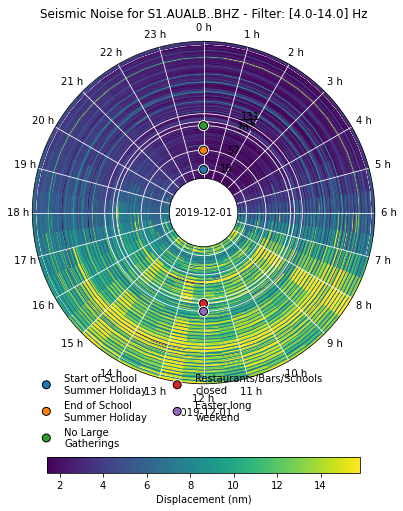 Seismic Noise for S1.AUALB..BHZ - Filter: [4.0-14.0] Hz
0 h
23 h
1 h
22 h
2 h
21 h
3 h
20 h
4 h
19 h
5 h
18 h
2019-12-01
6 h
17 h
7 h
16 h
8 h
15 h
9 h
14 h
10 h
13 h
11 h
12 h
2019-12-01
Start of School
Summer Holiday
End of School
Summer Holiday
No Large
Gatherings
Restaurants/Bars/Schools
closed
Easter long
weekend
2
4
6
8
10
12
14
Displacement (nm)